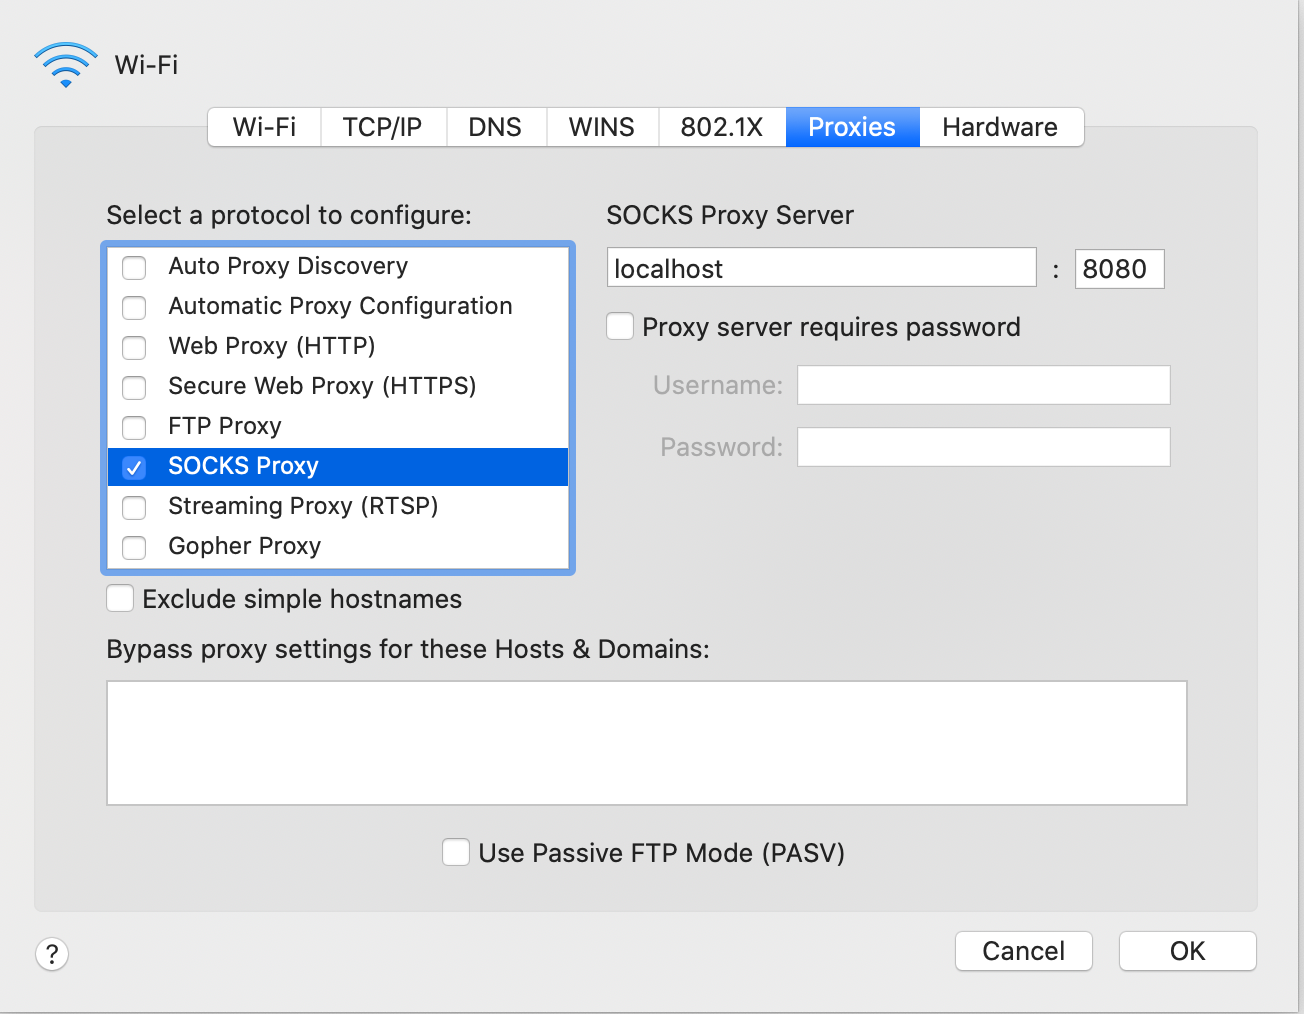 Wi-Fi
Wi-Fi TCP/IP DNS WINS 802.1X Proxies Hardware
Select a protocol to configure:
Auto Proxy Discovery
Automatic Proxy Configuration
Web Proxy (HTTP)
Secure Web Proxy (HTTPS)
FTP Proxy
SOCKS Proxy
Streaming Proxy (RTSP)
Gopher Proxy
SOCKS Proxy Server
localhost : 8080
Proxy server requires password
Username:
Password:
Exclude simple hostnames
Bypass proxy settings for these Hosts & Domains:
Use Passive FTP Mode (PASV)
? Cancel OK